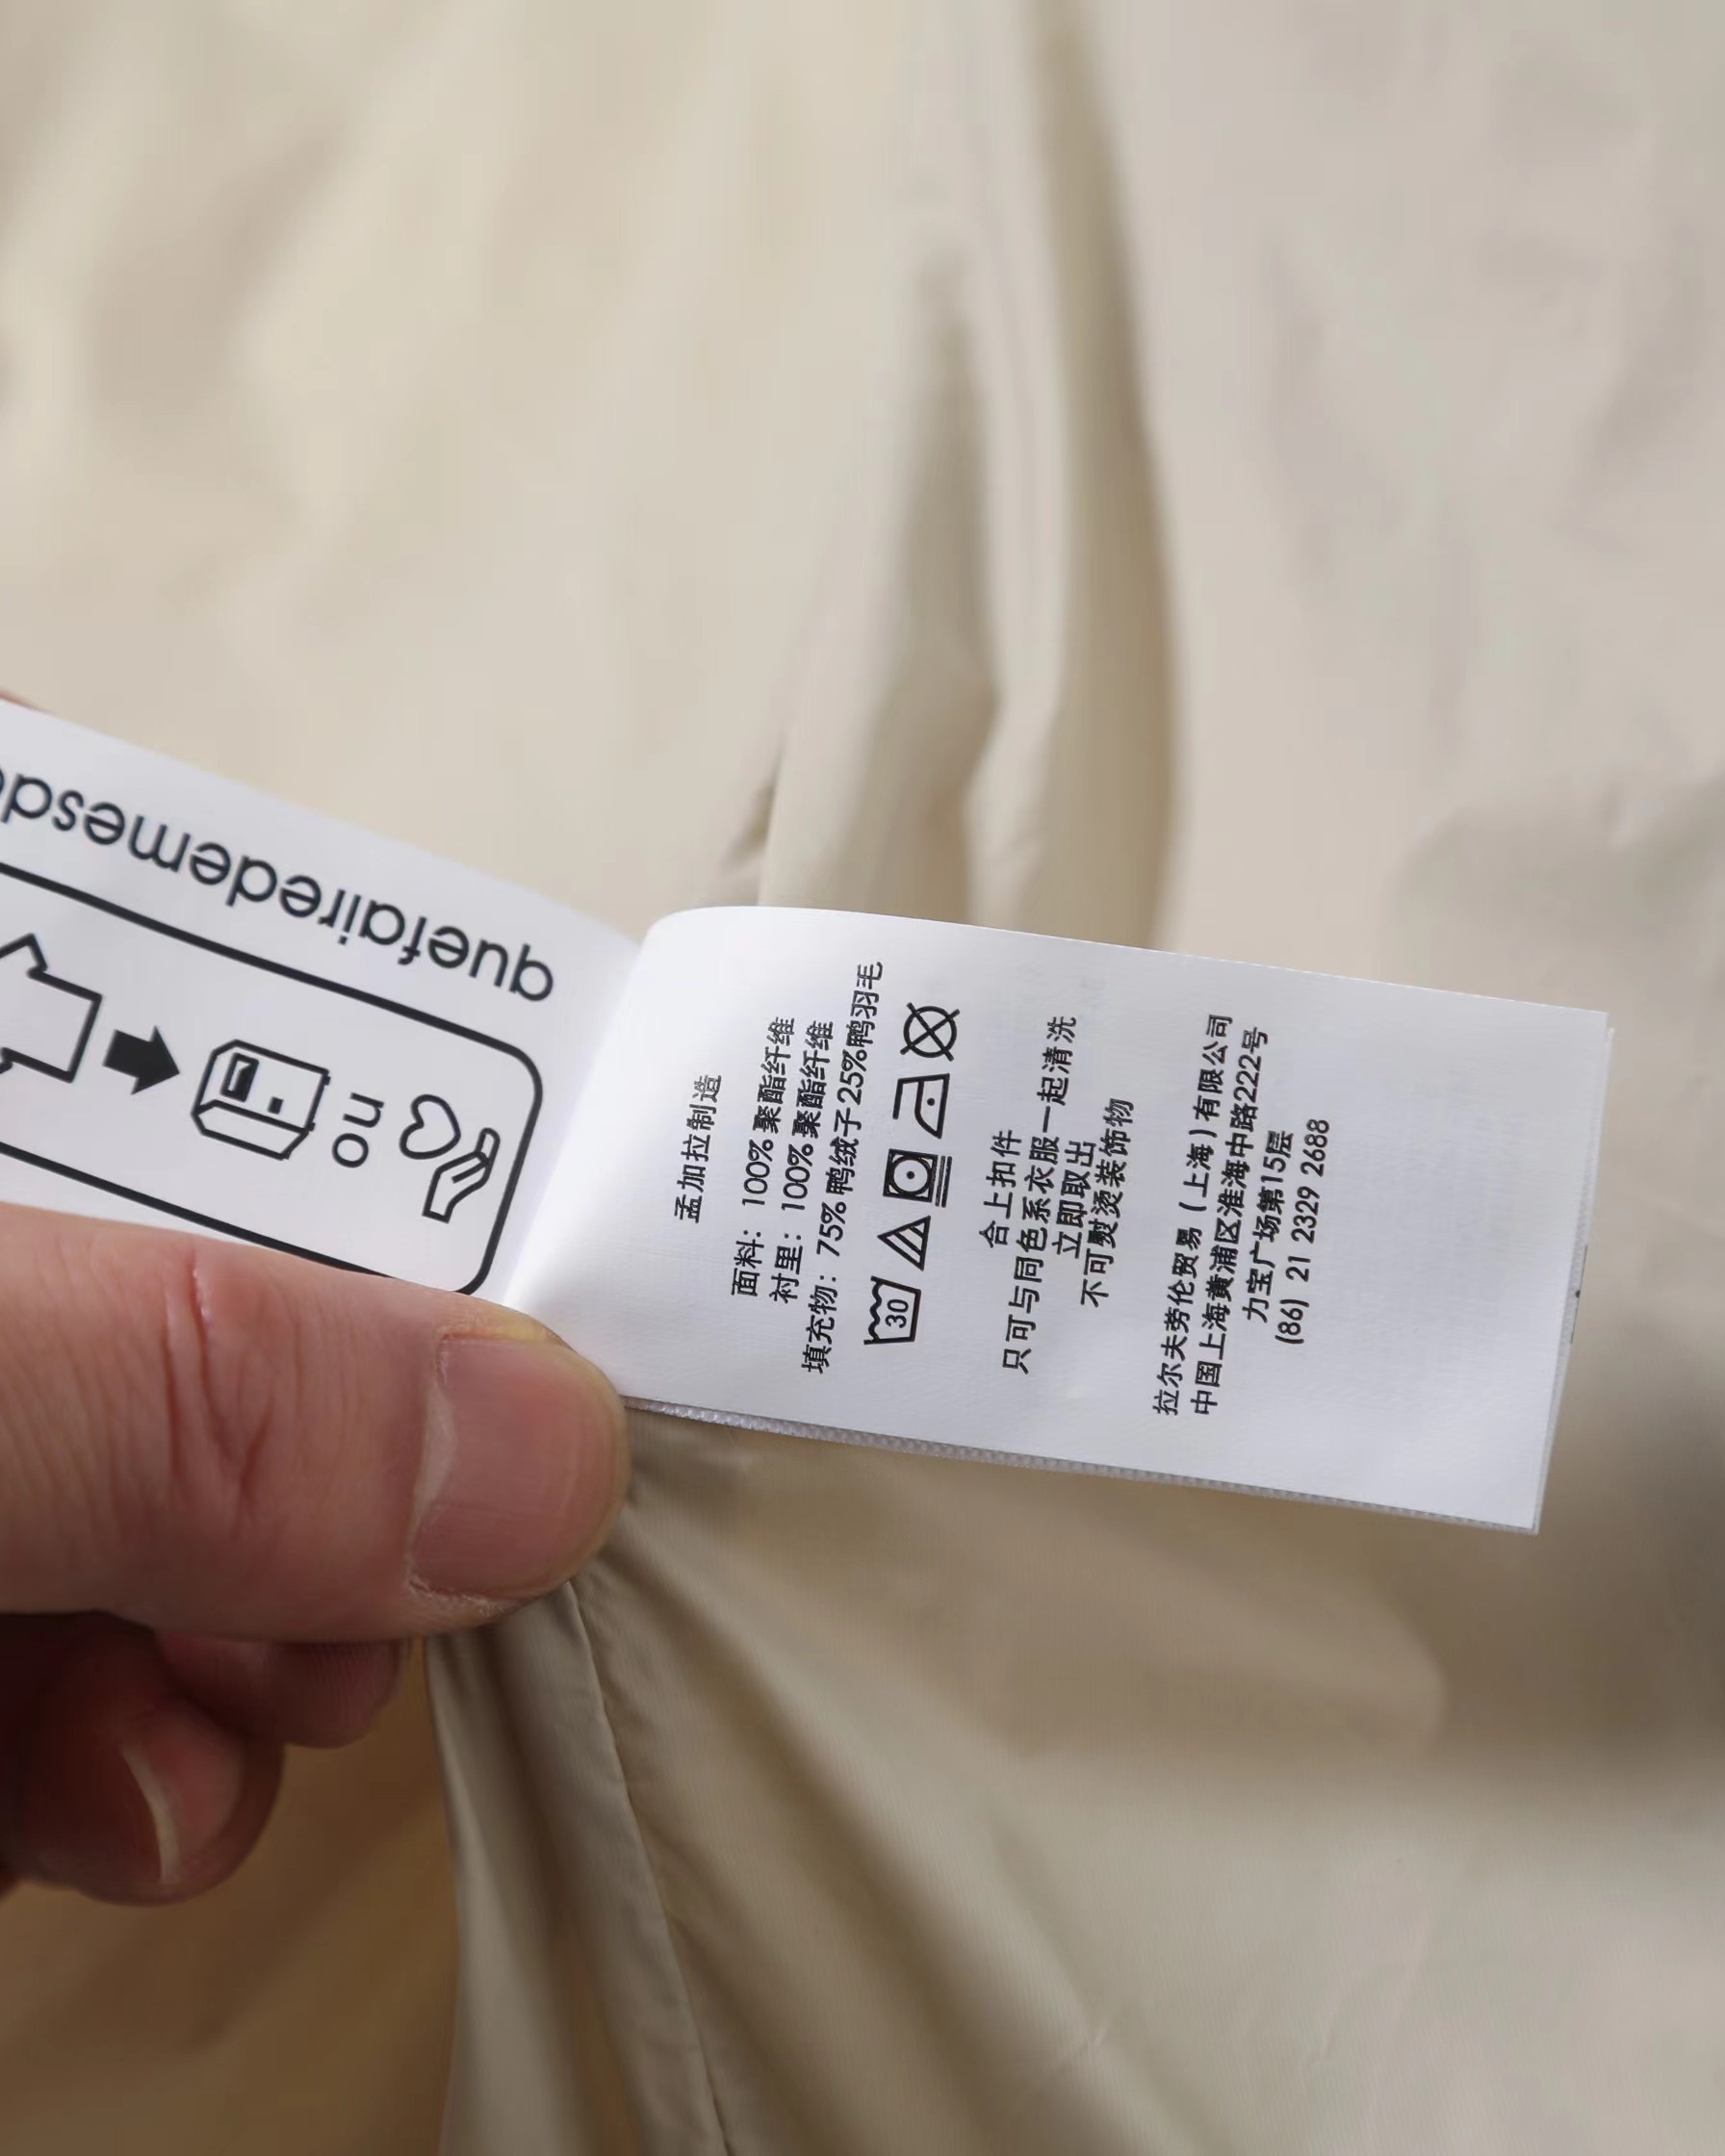 quefairedemesd
no
孟加拉制造
面料：100% 聚酯纤维
衬里：100% 聚酯纤维
填充物：75% 鸭绒子 25%鸭羽毛
30
合上扣件
只可与同色系衣服一起清洗
立即取出
不可熨烫装饰物
拉尔夫劳伦贸易（上海）有限公司
中国上海黄浦区淮海中路222号
力宝广场第15层
(86) 21 2329 2688